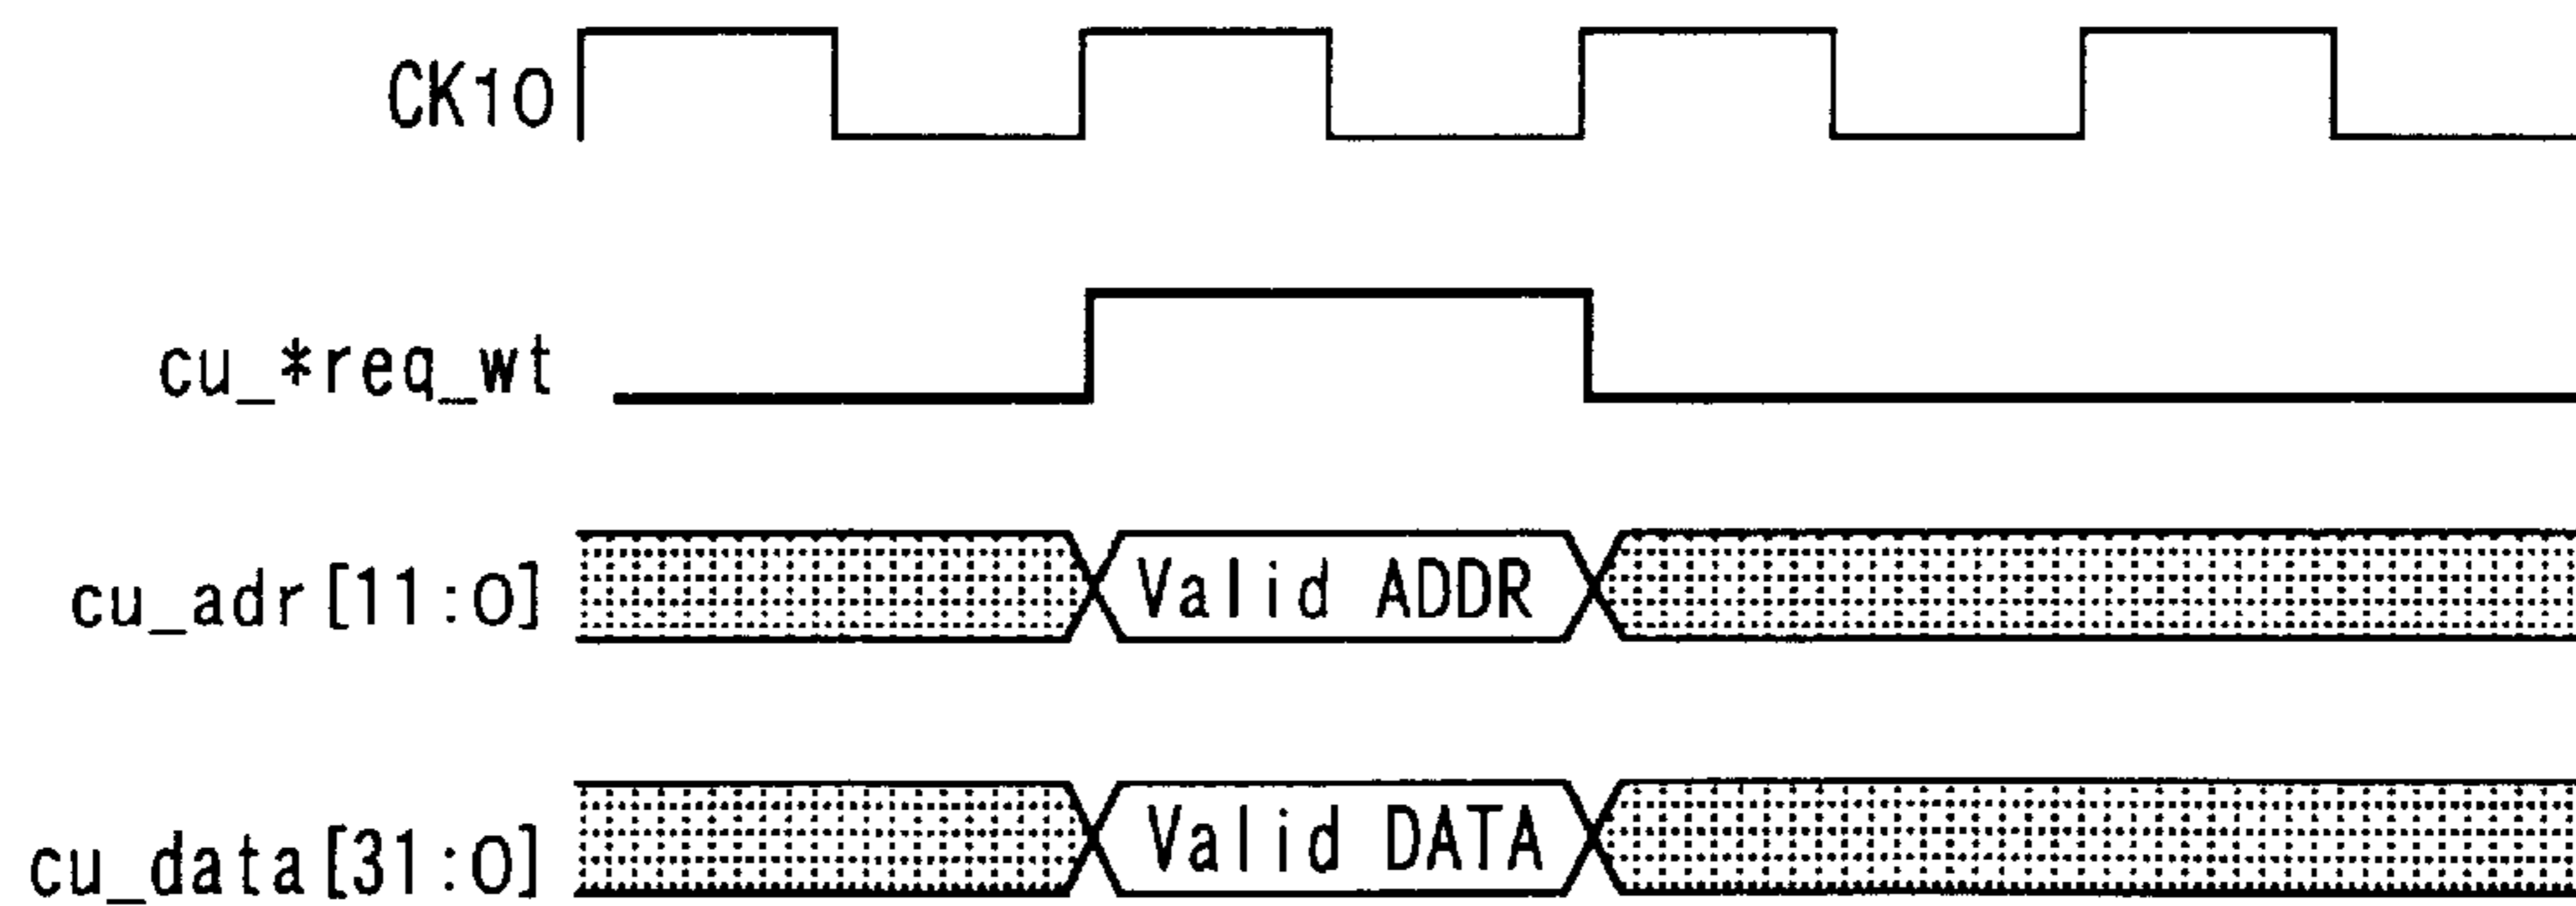 CK10
cu_*req_wt
cu_adr[11:0] Valid ADDR
cu_data[31:0] Valid DATA